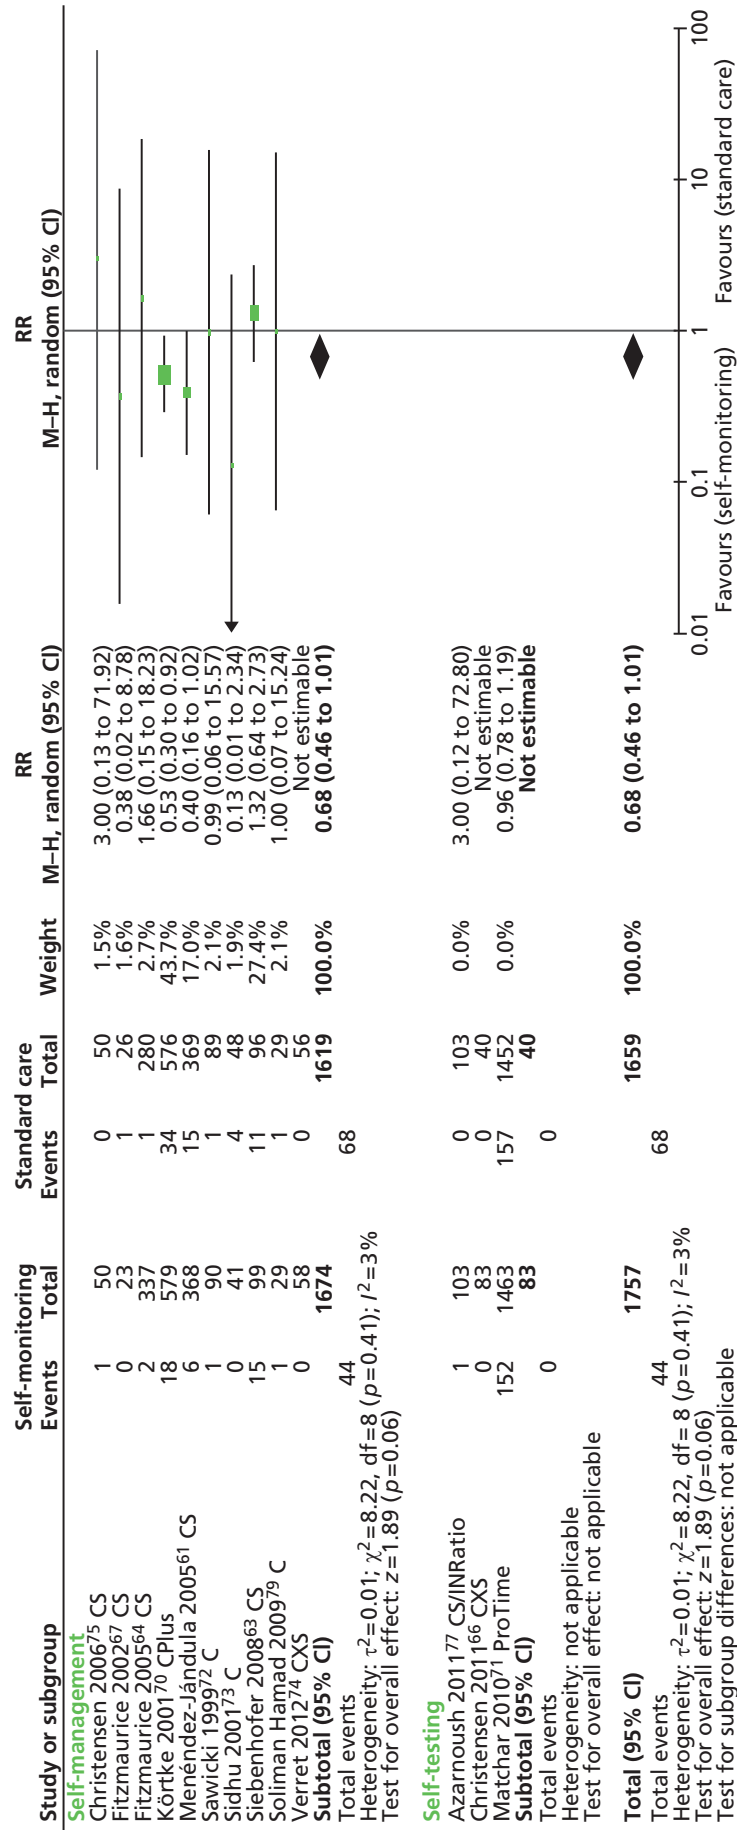 Study or subgroup Self-monitoring Events Total Standard care Events Total Weight RR M–H, random (95% CI) RR M–H, random (95% CI)
Self-management
Christensen 2006⁷⁵ CS 1 50 0 50 1.5% 3.00 (0.13 to 71.92)
Fitzmaurice 2002⁶⁷ CS 0 23 1 26 1.6% 0.38 (0.02 to 8.78)
Fitzmaurice 2005⁶⁴ CS 2 337 1 280 2.7% 1.66 (0.15 to 18.23)
Körtke 2001⁷⁰ CPlus 18 579 34 576 43.7% 0.53 (0.30 to 0.92)
Menéndez-Jándula 2005⁶¹ CS 6 368 15 369 17.0% 0.40 (0.16 to 1.02)
Sawicki 1999⁷² C 1 90 1 89 2.1% 0.99 (0.06 to 15.57)
Sidhu 2001⁷³ C 0 41 4 48 1.9% 0.13 (0.01 to 2.34)
Siebenhofer 2008⁶³ CS 15 99 11 96 27.4% 1.32 (0.64 to 2.73)
Soliman Hamad 2009⁷⁹ C 1 29 1 29 2.1% 1.00 (0.07 to 15.24)
Verret 2012⁷⁴ CXS 0 58 0 56 Not estimable
Subtotal (95% CI) 1674 1619 100.0% 0.68 (0.46 to 1.01)
Total events 44 68
Heterogeneity: τ²=0.01; χ²=8.22, df=8 (p=0.41); I²=3%
Test for overall effect: z=1.89 (p=0.06)
Self-testing
Azarnoush 2011⁷⁷ CS/INRatio 1 103 0 103 0.0% 3.00 (0.12 to 72.80)
Christensen 2011⁶⁶ CXS 0 83 0 40 Not estimable
Matchar 2010⁷¹ ProTime 152 1463 157 1452 0.0% 0.96 (0.78 to 1.19)
Subtotal (95% CI) 83 40 Not estimable
Total events 0 0
Heterogeneity: not applicable
Test for overall effect: not applicable
Total (95% CI) 1757 1659 100.0% 0.68 (0.46 to 1.01)
Total events 44 68
Heterogeneity: τ²=0.01; χ²=8.22, df=8 (p=0.41); I²=3%
Test for overall effect: z=1.89 (p=0.06)
Test for subgroup differences: not applicable
0.01 0.1 1 10 100
Favours (self-monitoring) Favours (standard care)